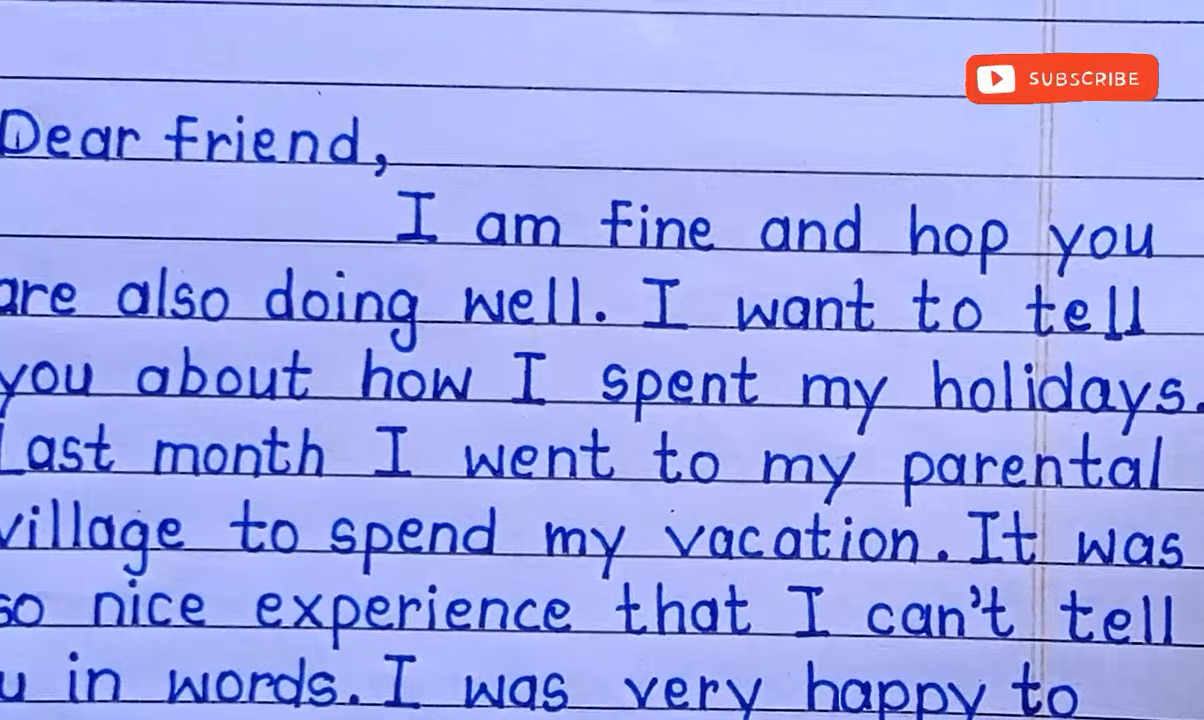 SUBSCRIBE
Dear friend,
I am fine and hop you
are also doing well. I want to tell
you about how I spent my holidays.
Last month I went to my parental
village to spend my vacation. It was
so nice experience that I can't tell
u in words. I was very happy to